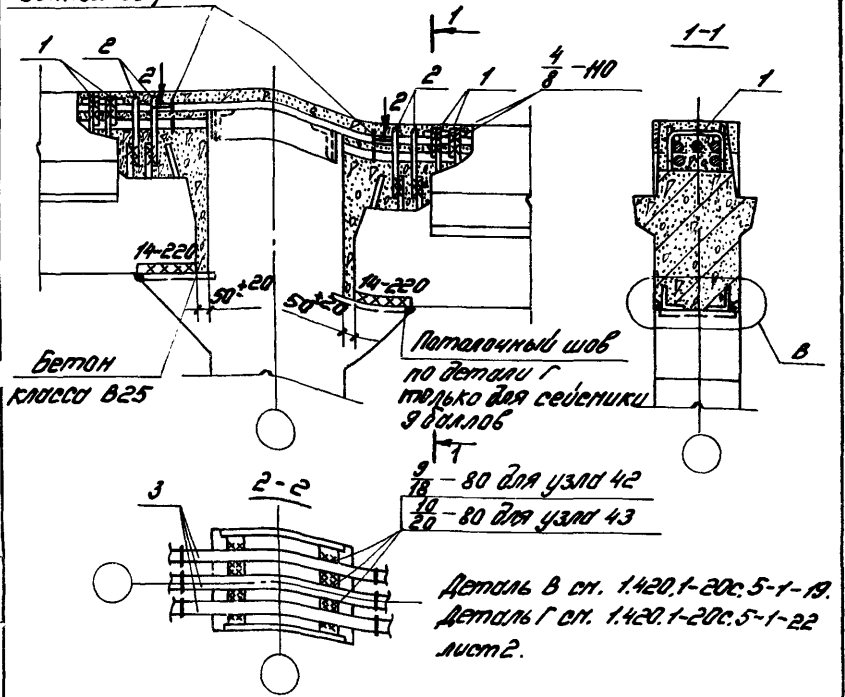 1
1-1
1
2
2
2
2
1
4/8 - 110
1
14-220
14-220
50±20
50±20
Бетон
класса В25
Потолочный шов
по детали Г
только для сейсмики
9 баллов
В
1
2-2
3
9/18 - 80 для узла 42
10/20 - 80 для узла 43
Деталь В см. 1.420.1-20с.5-1-19.
Деталь Г см. 1.420.1-20с.5-1-22
лист 2.